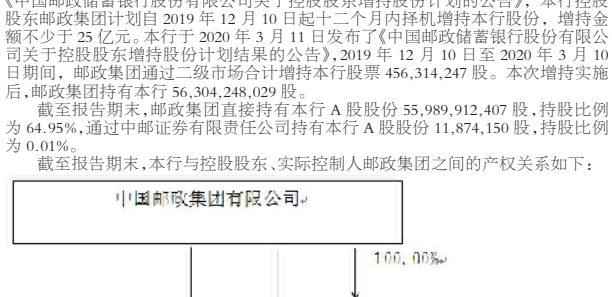 《中国邮政储蓄银行股份有限公司关于控股股东增持股份计划的公告》，本行控股
股东邮政集团计划自 2019 年 12 月 10 日起十二个月内择机增持本行股份，增持金
额不少于 25 亿元。本行于 2020 年 3 月 11 日发布了《中国邮政储蓄银行股份有限公
司关于控股股东增持股份计划结果的公告》，2019 年 12 月 10 日至 2020 年 3 月 10
日期间，邮政集团通过二级市场合计增持本行股票 456,314,247 股。本次增持实施
后，邮政集团持有本行 56,304,248,029 股。
截至报告期末，邮政集团直接持有本行 A 股股份 55,989,912,407 股，持股比例
为 64.95%，通过中邮证券有限责任公司持有本行 A 股股份 11,874,150 股，持股比例
为 0.01%。
截至报告期末，本行与控股股东、实际控制人邮政集团之间的产权关系如下：
中国邮政集团有限公司
100.00%